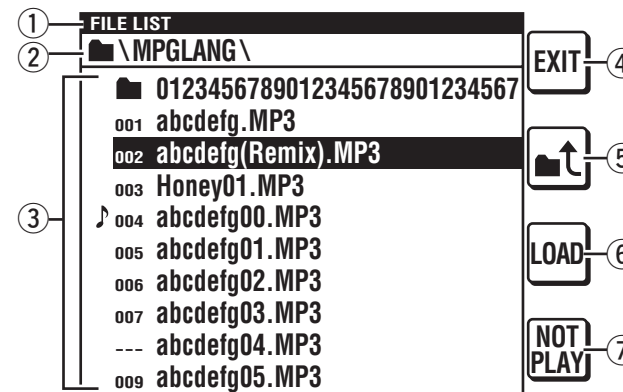 ① FILE LIST
② \MPGLANG\
③
0123456789012345678901234567
001 abcdefg.MP3
002 abcdefg(Remix).MP3
003 Honey01.MP3
♪ 004 abcdefg00.MP3
005 abcdefg01.MP3
006 abcdefg02.MP3
007 abcdefg03.MP3
--- abcdefg04.MP3
009 abcdefg05.MP3
EXIT ④
⑤
LOAD ⑥
NOT
PLAY ⑦